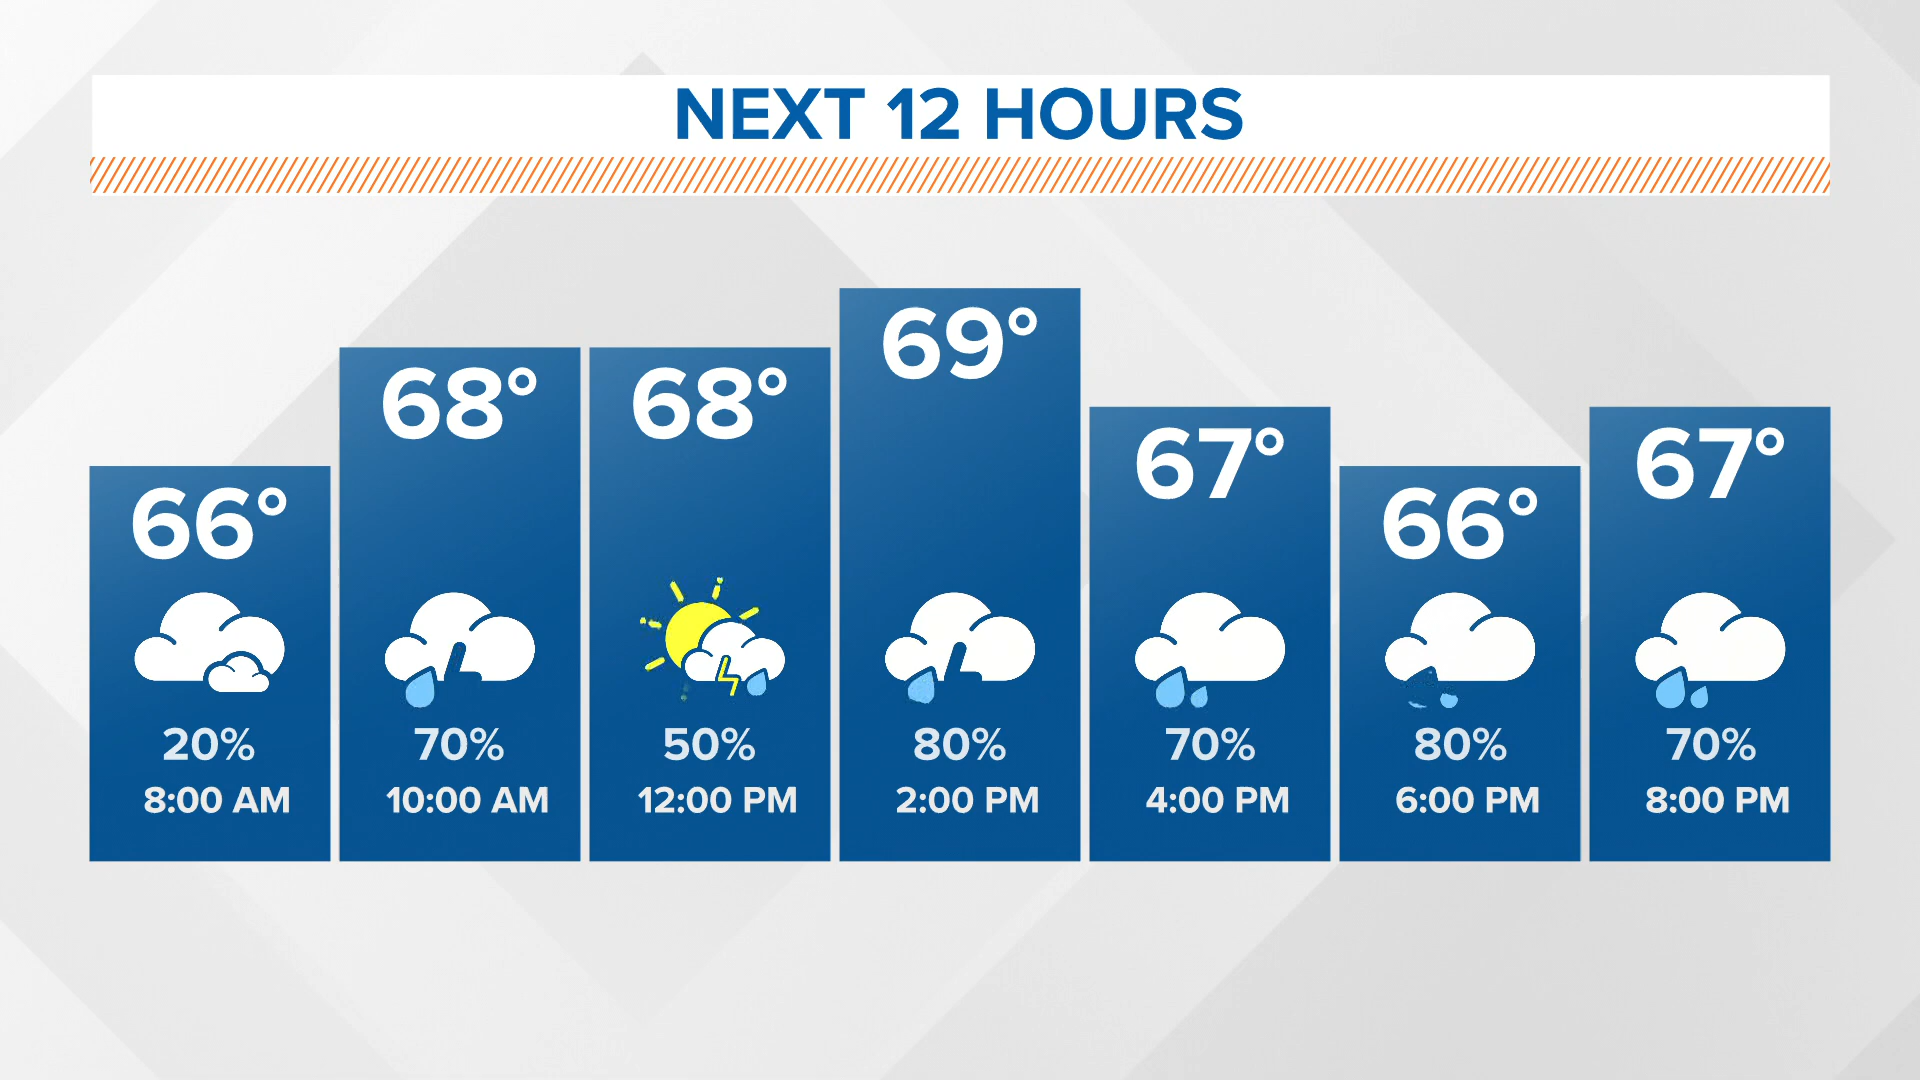 NEXT 12 HOURS
66°
20%
8:00 AM
68°
70%
10:00 AM
68°
50%
12:00 PM
69°
80%
2:00 PM
67°
70%
4:00 PM
66°
80%
6:00 PM
67°
70%
8:00 PM